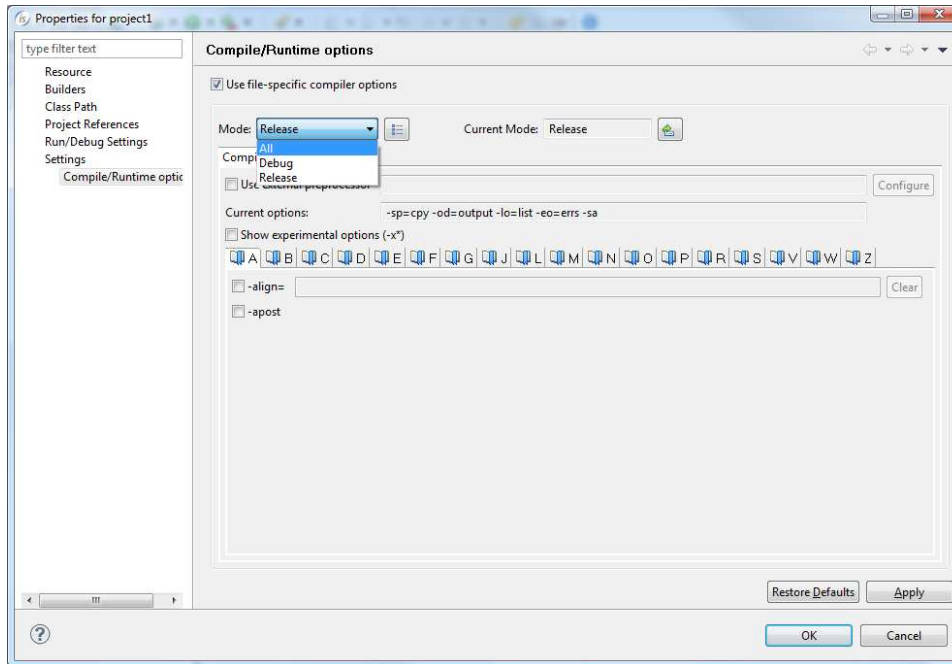 Properties for project1
type filter text
Resource
Builders
Class Path
Project References
Run/Debug Settings
Settings
Compile/Runtime optic
Compile/Runtime options
Use file-specific compiler options
Mode: Release
Current Mode: Release
All
Debug
Release
Configure
Current options: -sp=cpy -od=output -lo=list -eo=errs -sa
Show experimental options (-x*)
A B C D E F G J L M N O P R S V W Z
-align= Clear
-apost
Restore Defaults Apply
OK Cancel